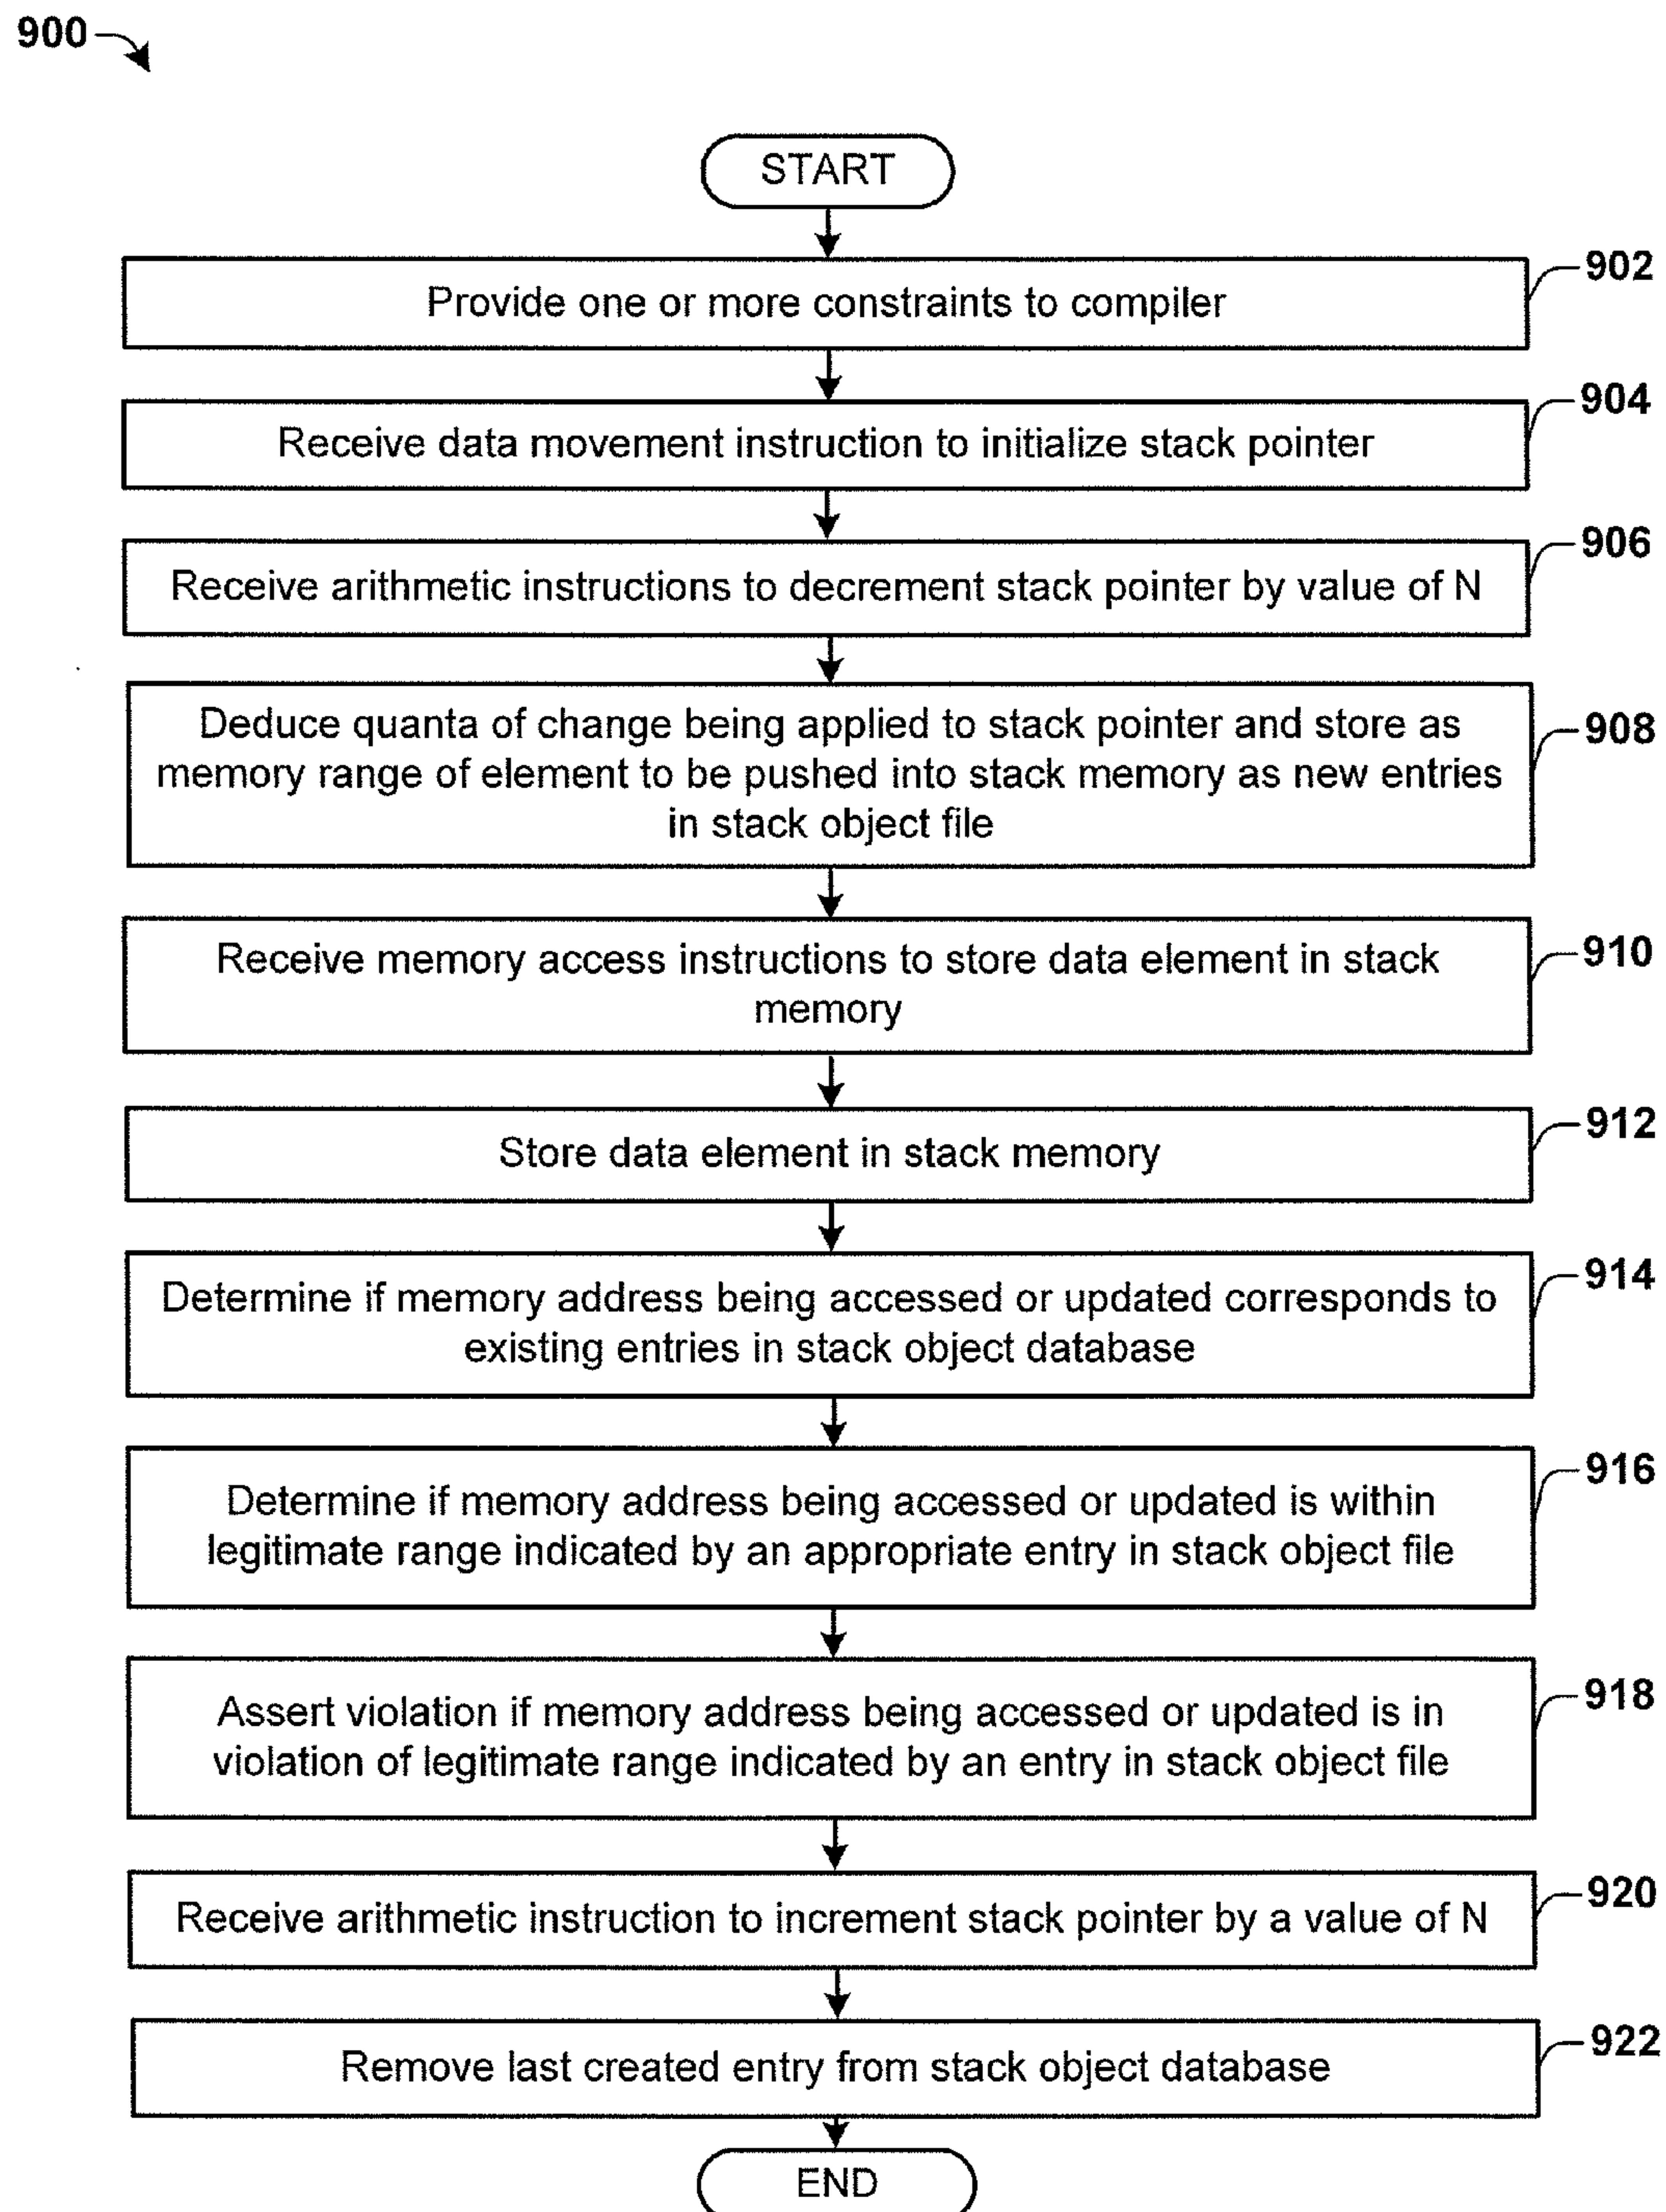 900
START
902
Provide one or more constraints to compiler
904
Receive data movement instruction to initialize stack pointer
906
Receive arithmetic instructions to decrement stack pointer by value of N
908
Deduce quanta of change being applied to stack pointer and store as
memory range of element to be pushed into stack memory as new entries
in stack object file
910
Receive memory access instructions to store data element in stack
memory
912
Store data element in stack memory
914
Determine if memory address being accessed or updated corresponds to
existing entries in stack object database
916
Determine if memory address being accessed or updated is within
legitimate range indicated by an appropriate entry in stack object file
918
Assert violation if memory address being accessed or updated is in
violation of legitimate range indicated by an entry in stack object file
920
Receive arithmetic instruction to increment stack pointer by a value of N
922
Remove last created entry from stack object database
END